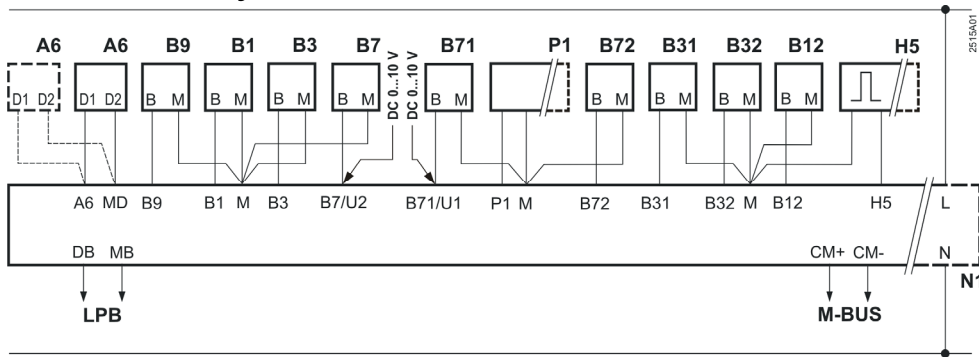 2515A01
A6 A6 B9 B1 B3 B7 DC 0...10 V DC 0...10 V B71 P1 B72 B31 B32 B12 H5
D1 D2 D1 D2 B M B M B M B M B M B M B M B M B M
A6 MD B9 B1 M B3 B7/U2 B71/U1 P1 M B72 B31 B32 M B12 H5 L
DB MB CM+ CM- N
N1
LPB M-BUS